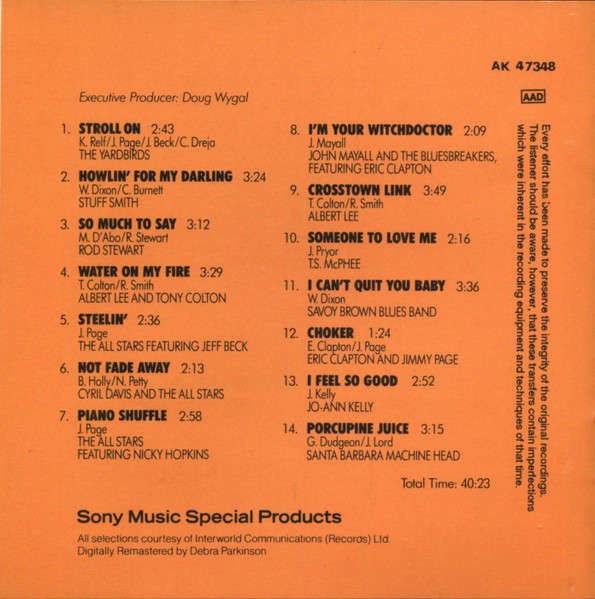 AK 47348
Executive Producer: Doug Wygal
AAD
1. STROLL ON 2:43
K. Relf/J. Page/J. Beck/C. Dreja
THE YARDBIRDS
2. HOWLIN' FOR MY DARLING 3:24
W. Dixon/C. Burnett
STUFF SMITH
3. SO MUCH TO SAY 3:12
M. D'Abo/R. Stewart
ROD STEWART
4. WATER ON MY FIRE 3:29
T. Colton/R. Smith
ALBERT LEE AND TONY COLTON
5. STEELIN' 2:36
J. Page
THE ALL STARS FEATURING JEFF BECK
6. NOT FADE AWAY 2:13
B. Holly/N. Petty
CYRIL DAVIS AND THE ALL STARS
7. PIANO SHUFFLE 2:58
J. Page
THE ALL STARS
FEATURING NICKY HOPKINS
8. I'M YOUR WITCHDOCTOR 2:09
J. Mayall
JOHN MAYALL AND THE BLUESBREAKERS,
FEATURING ERIC CLAPTON
9. CROSSTOWN LINK 3:49
T. Colton/R. Smith
ALBERT LEE
10. SOMEONE TO LOVE ME 2:16
J. Pryor
T.S. McPHEE
11. I CAN'T QUIT YOU BABY 3:36
W. Dixon
SAVOY BROWN BLUES BAND
12. CHOKER 1:24
E. Clapton/J. Page
ERIC CLAPTON AND JIMMY PAGE
13. I FEEL SO GOOD 2:52
J. Kelly
JO-ANN KELLY
14. PORCUPINE JUICE 3:15
G. Dudgeon/J. Lord
SANTA BARBARA MACHINE HEAD
Total Time: 40:23
Every effort has been made to preserve the integrity of the original recordings.
The listener should be aware, however, that these transfers contain imperfections
which were inherent in the recording equipment and techniques of that time.
Sony Music Special Products
All selections courtesy of Interworld Communications (Records) Ltd.
Digitally Remastered by Debra Parkinson